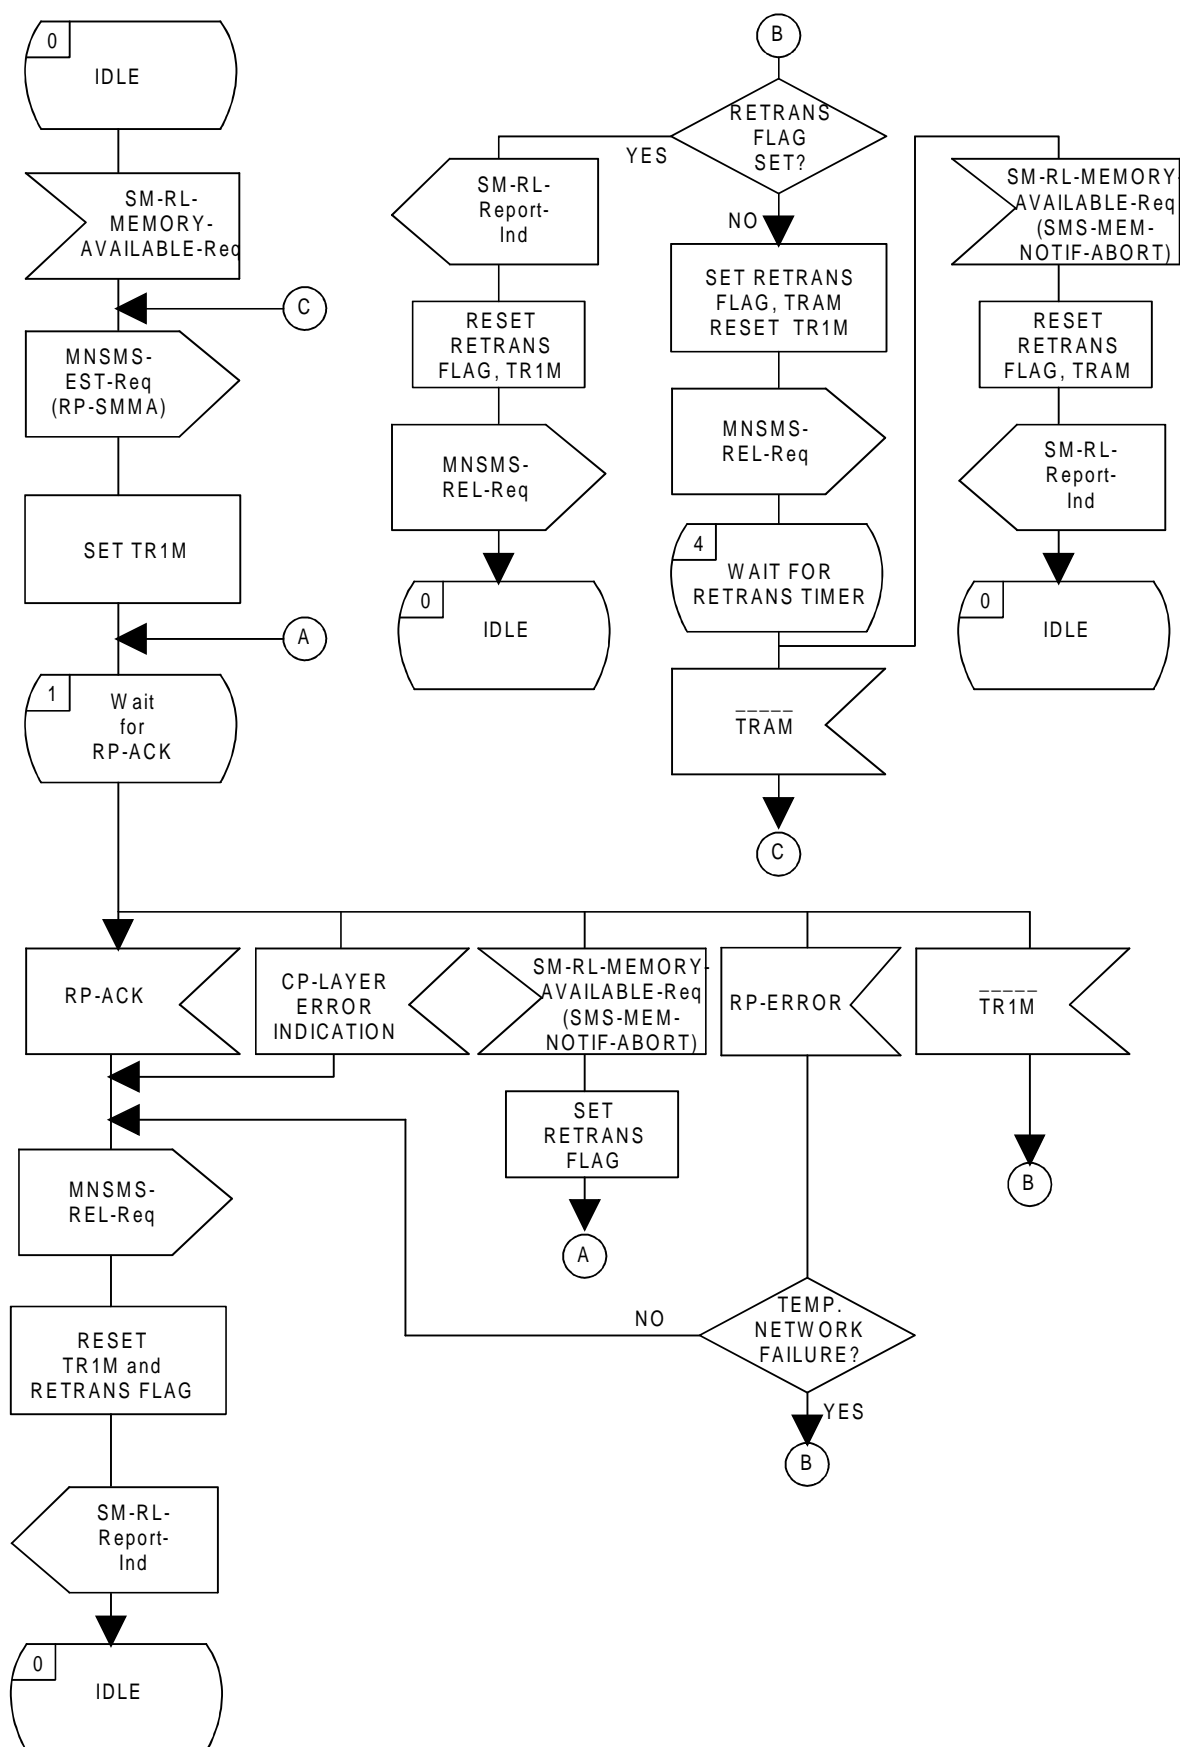 0
IDLE
SM-RL-
MEMORY-
AVAILABLE-Req
C
MNSMS-
EST-Req
(RP-SMMA)
SET TR1M
A
1
Wait
for
RP-ACK
B
RETRANS
FLAG
SET?
YES
NO
SM-RL-
Report-
Ind
RESET
RETRANS
FLAG, TR1M
MNSMS-
REL-Req
0
IDLE
SET RETRANS
FLAG, TRAM
RESET TR1M
MNSMS-
REL-Req
4
WAIT FOR
RETRANS TIMER
TRAM
C
SM-RL-MEMORY-
AVAILABLE-Req
(SMS-MEM-
NOTIF-ABORT)
RESET
RETRANS
FLAG, TRAM
SM-RL-
Report-
Ind
0
IDLE
RP-ACK
CP-LAYER
ERROR
INDICATION
SM-RL-MEMORY-
AVAILABLE-Req
(SMS-MEM-
NOTIF-ABORT)
RP-ERROR
TR1M
SET
RETRANS
FLAG
A
B
MNSMS-
REL-Req
NO
TEMP.
NETWORK
FAILURE?
YES
B
RESET
TR1M and
RETRANS FLAG
SM-RL-
Report-
Ind
0
IDLE